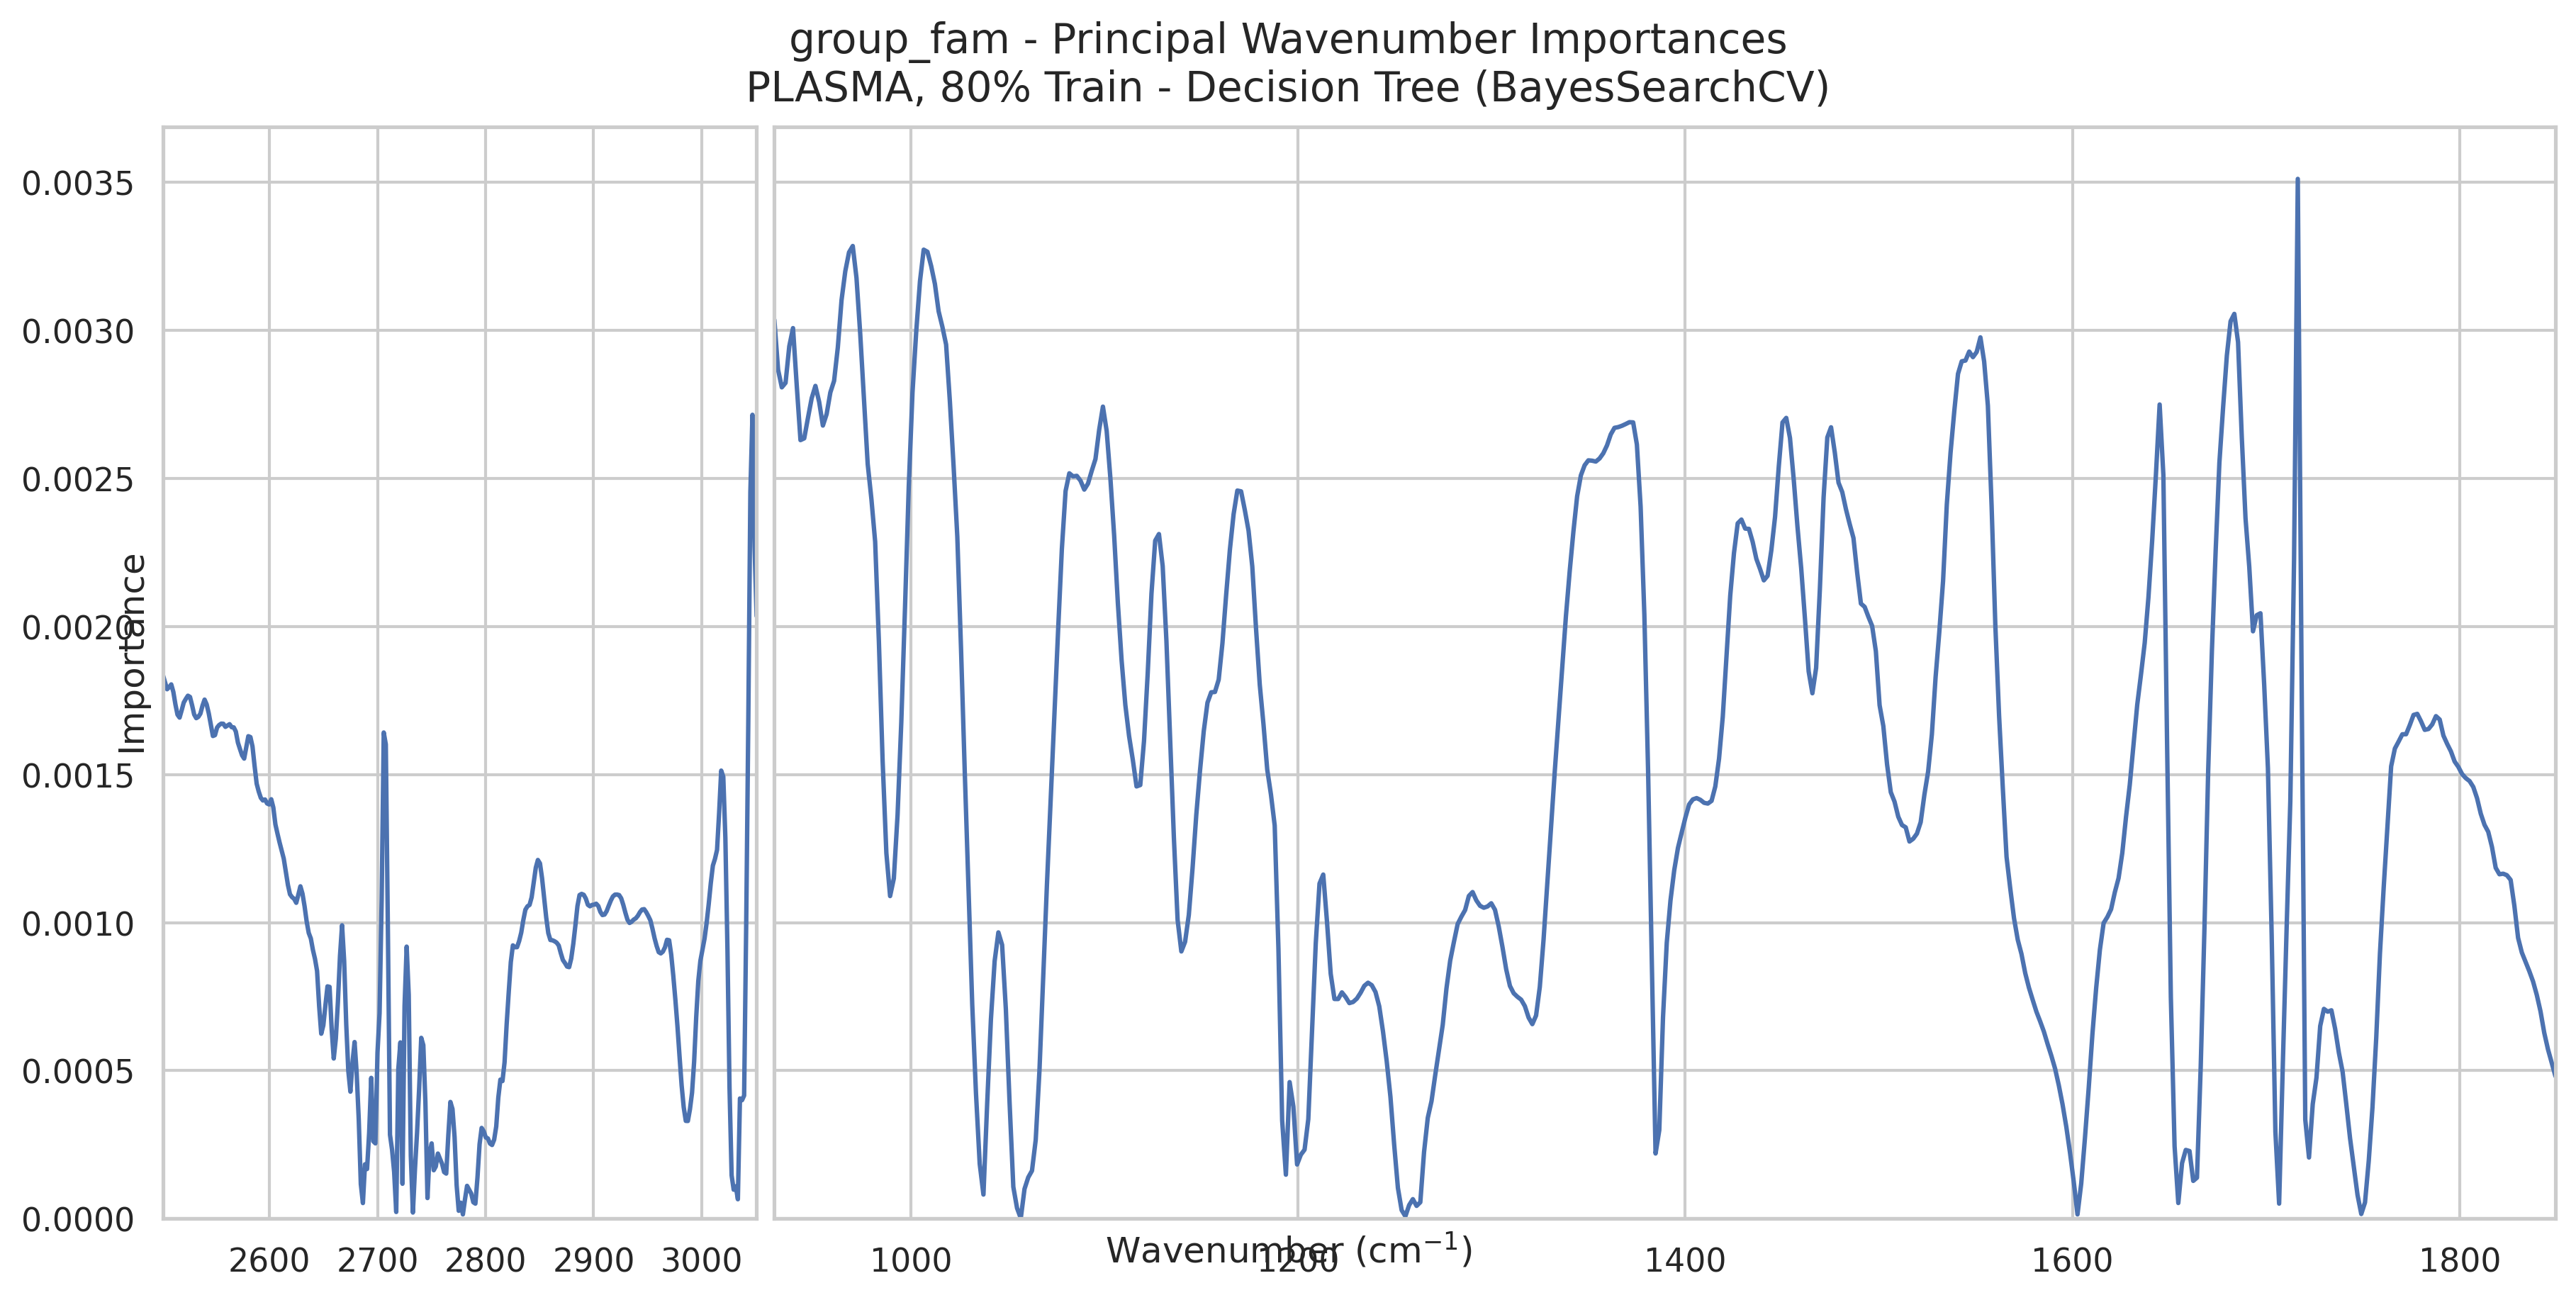 group_fam - Principal Wavenumber Importances
PLASMA, 80% Train - Decision Tree (BayesSearchCV)
0.0035
0.0030
0.0025
0.0020
0.0015
0.0010
0.0005
0.0000
Importance
2600 2700 2800 2900 3000 1000 1200 1400 1600 1800
Wavenumber (cm⁻¹)